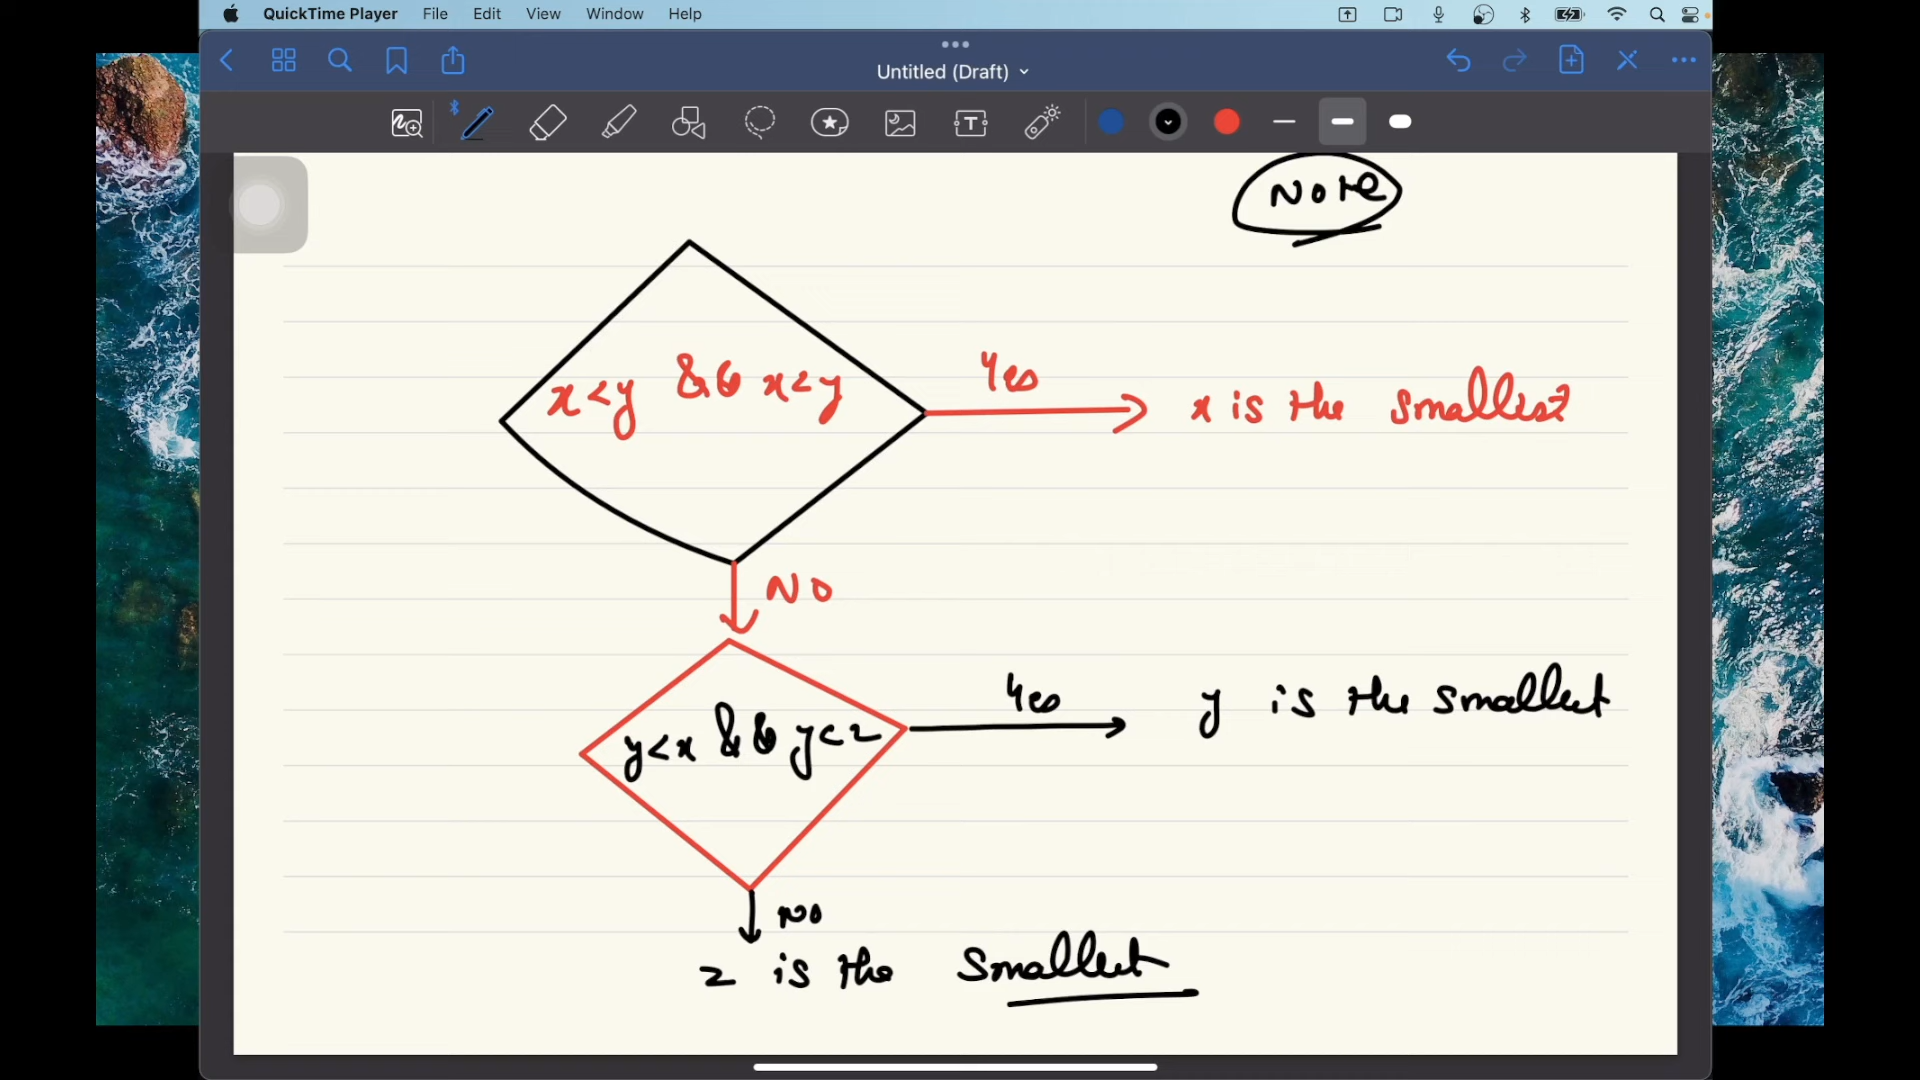 QuickTime Player File Edit View Window Help
Untitled (Draft)
T
Note
x<y && x<y
Yes
x is the smallest
NO
y<x && y<z
Yes
y is the smallest
NO
z is the smallest